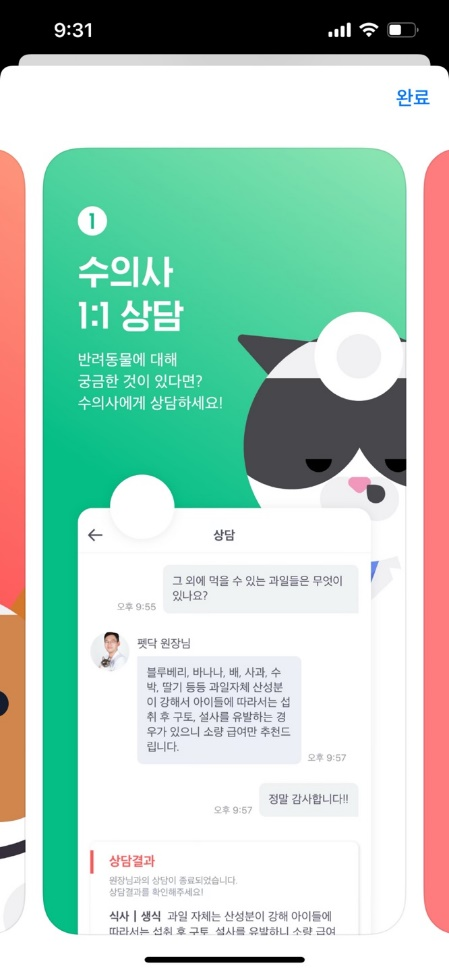 9:31
완료
1
수의사
1:1 상담
반려동물에 대해
궁금한 것이 있다면?
수의사에게 상담하세요!
상담
그 외에 먹을 수 있는 과일들은 무엇이
있나요?
오후 9:55
펫닥 원장님
블루베리, 바나나, 배, 사과, 수
박, 딸기 등등 과일자체 산성분
이 강해서 아이들에 따라서는 섭
취 후 구토, 설사를 유발하는 경
우가 있으니 소량 급여만 추천드
립니다.
오후 9:57
정말 감사합니다!!
오후 9:57
상담결과
원장님과의 상담이 종료되었습니다.
상담결과를 확인해주세요!
식사 | 생식 과일 자체는 산성분이 강해 아이들에
따라서는 섭취 후 구토, 설사를 유발하니 소량 급여